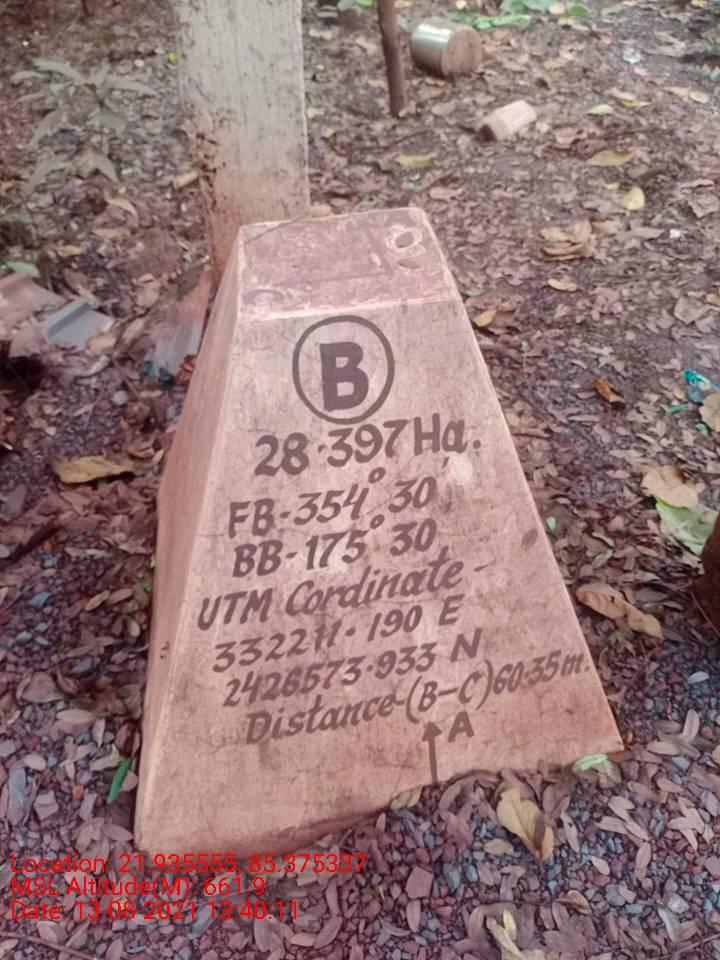 B
28.397 Ha.
FB-354° 30'
BB-175° 30'
UTM Cordinate-
332211.190 E
2426573.933 N
Distance-(B-C)60.35m.
A
Location: 21.935555, 85.375337
MSL Altitude(M): 661.9
Date: 13-08-2021 13:40:11